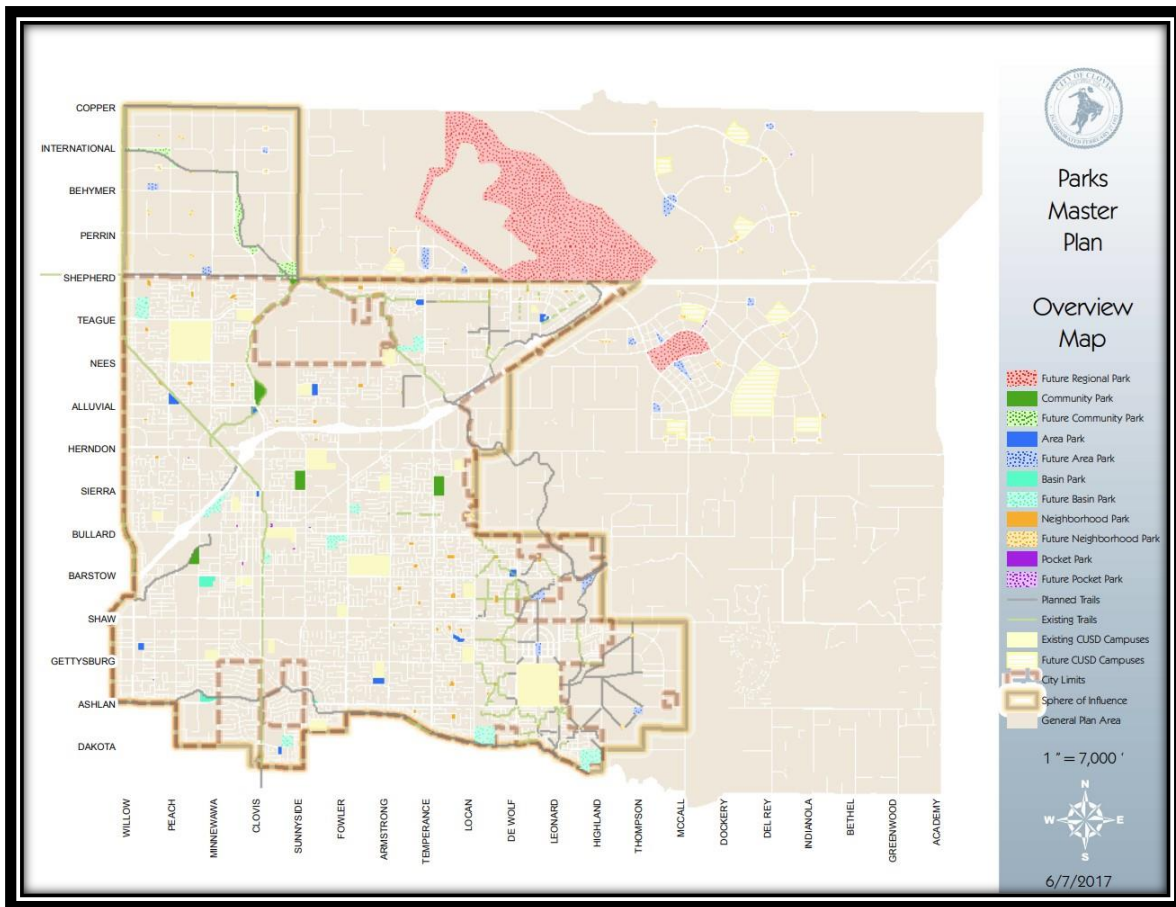 COPPER
INTERNATIONAL
BEHYMER
PERRIN
SHEPHERD
TEAGUE
NEES
ALLUVIAL
HERNDON
SIERRA
BULLARD
BARSTOW
SHAW
GETTYSBURG
ASHLAN
DAKOTA
WILLOW
PEACH
MINNEWAWA
CLOVIS
SUNNYSIDE
FOWLER
ARMSTRONG
TEMPERANCE
LOCAN
DE WOLF
LEONARD
HIGHLAND
THOMPSON
MCCALL
DOCKERY
DEL REY
INDIANOLA
BETHEL
GREENWOOD
ACADEMY
CITY OF CLOVIS
Parks
Master
Plan
Overview
Map
Future Regional Park
Community Park
Future Community Park
Area Park
Future Area Park
Basin Park
Future Basin Park
Neighborhood Park
Future Neighborhood Park
Pocket Park
Future Pocket Park
Planned Trails
Existing Trails
Existing CUSD Campuses
Future CUSD Campuses
City Limits
Sphere of Influence
General Plan Area
1 " = 7,000 '
N
W
E
S
6/7/2017